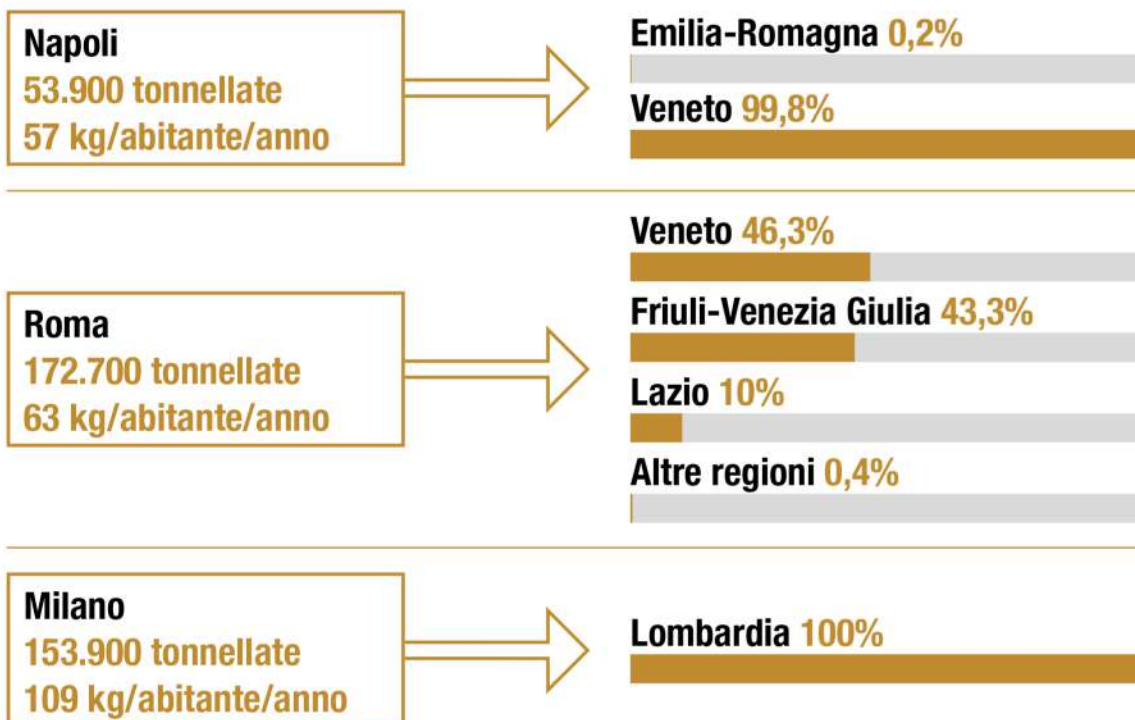 Napoli
53.900 tonnellate
57 kg/abitante/anno
Emilia-Romagna 0,2%
Veneto 99,8%
Roma
172.700 tonnellate
63 kg/abitante/anno
Veneto 46,3%
Friuli-Venezia Giulia 43,3%
Lazio 10%
Altre regioni 0,4%
Milano
153.900 tonnellate
109 kg/abitante/anno
Lombardia 100%